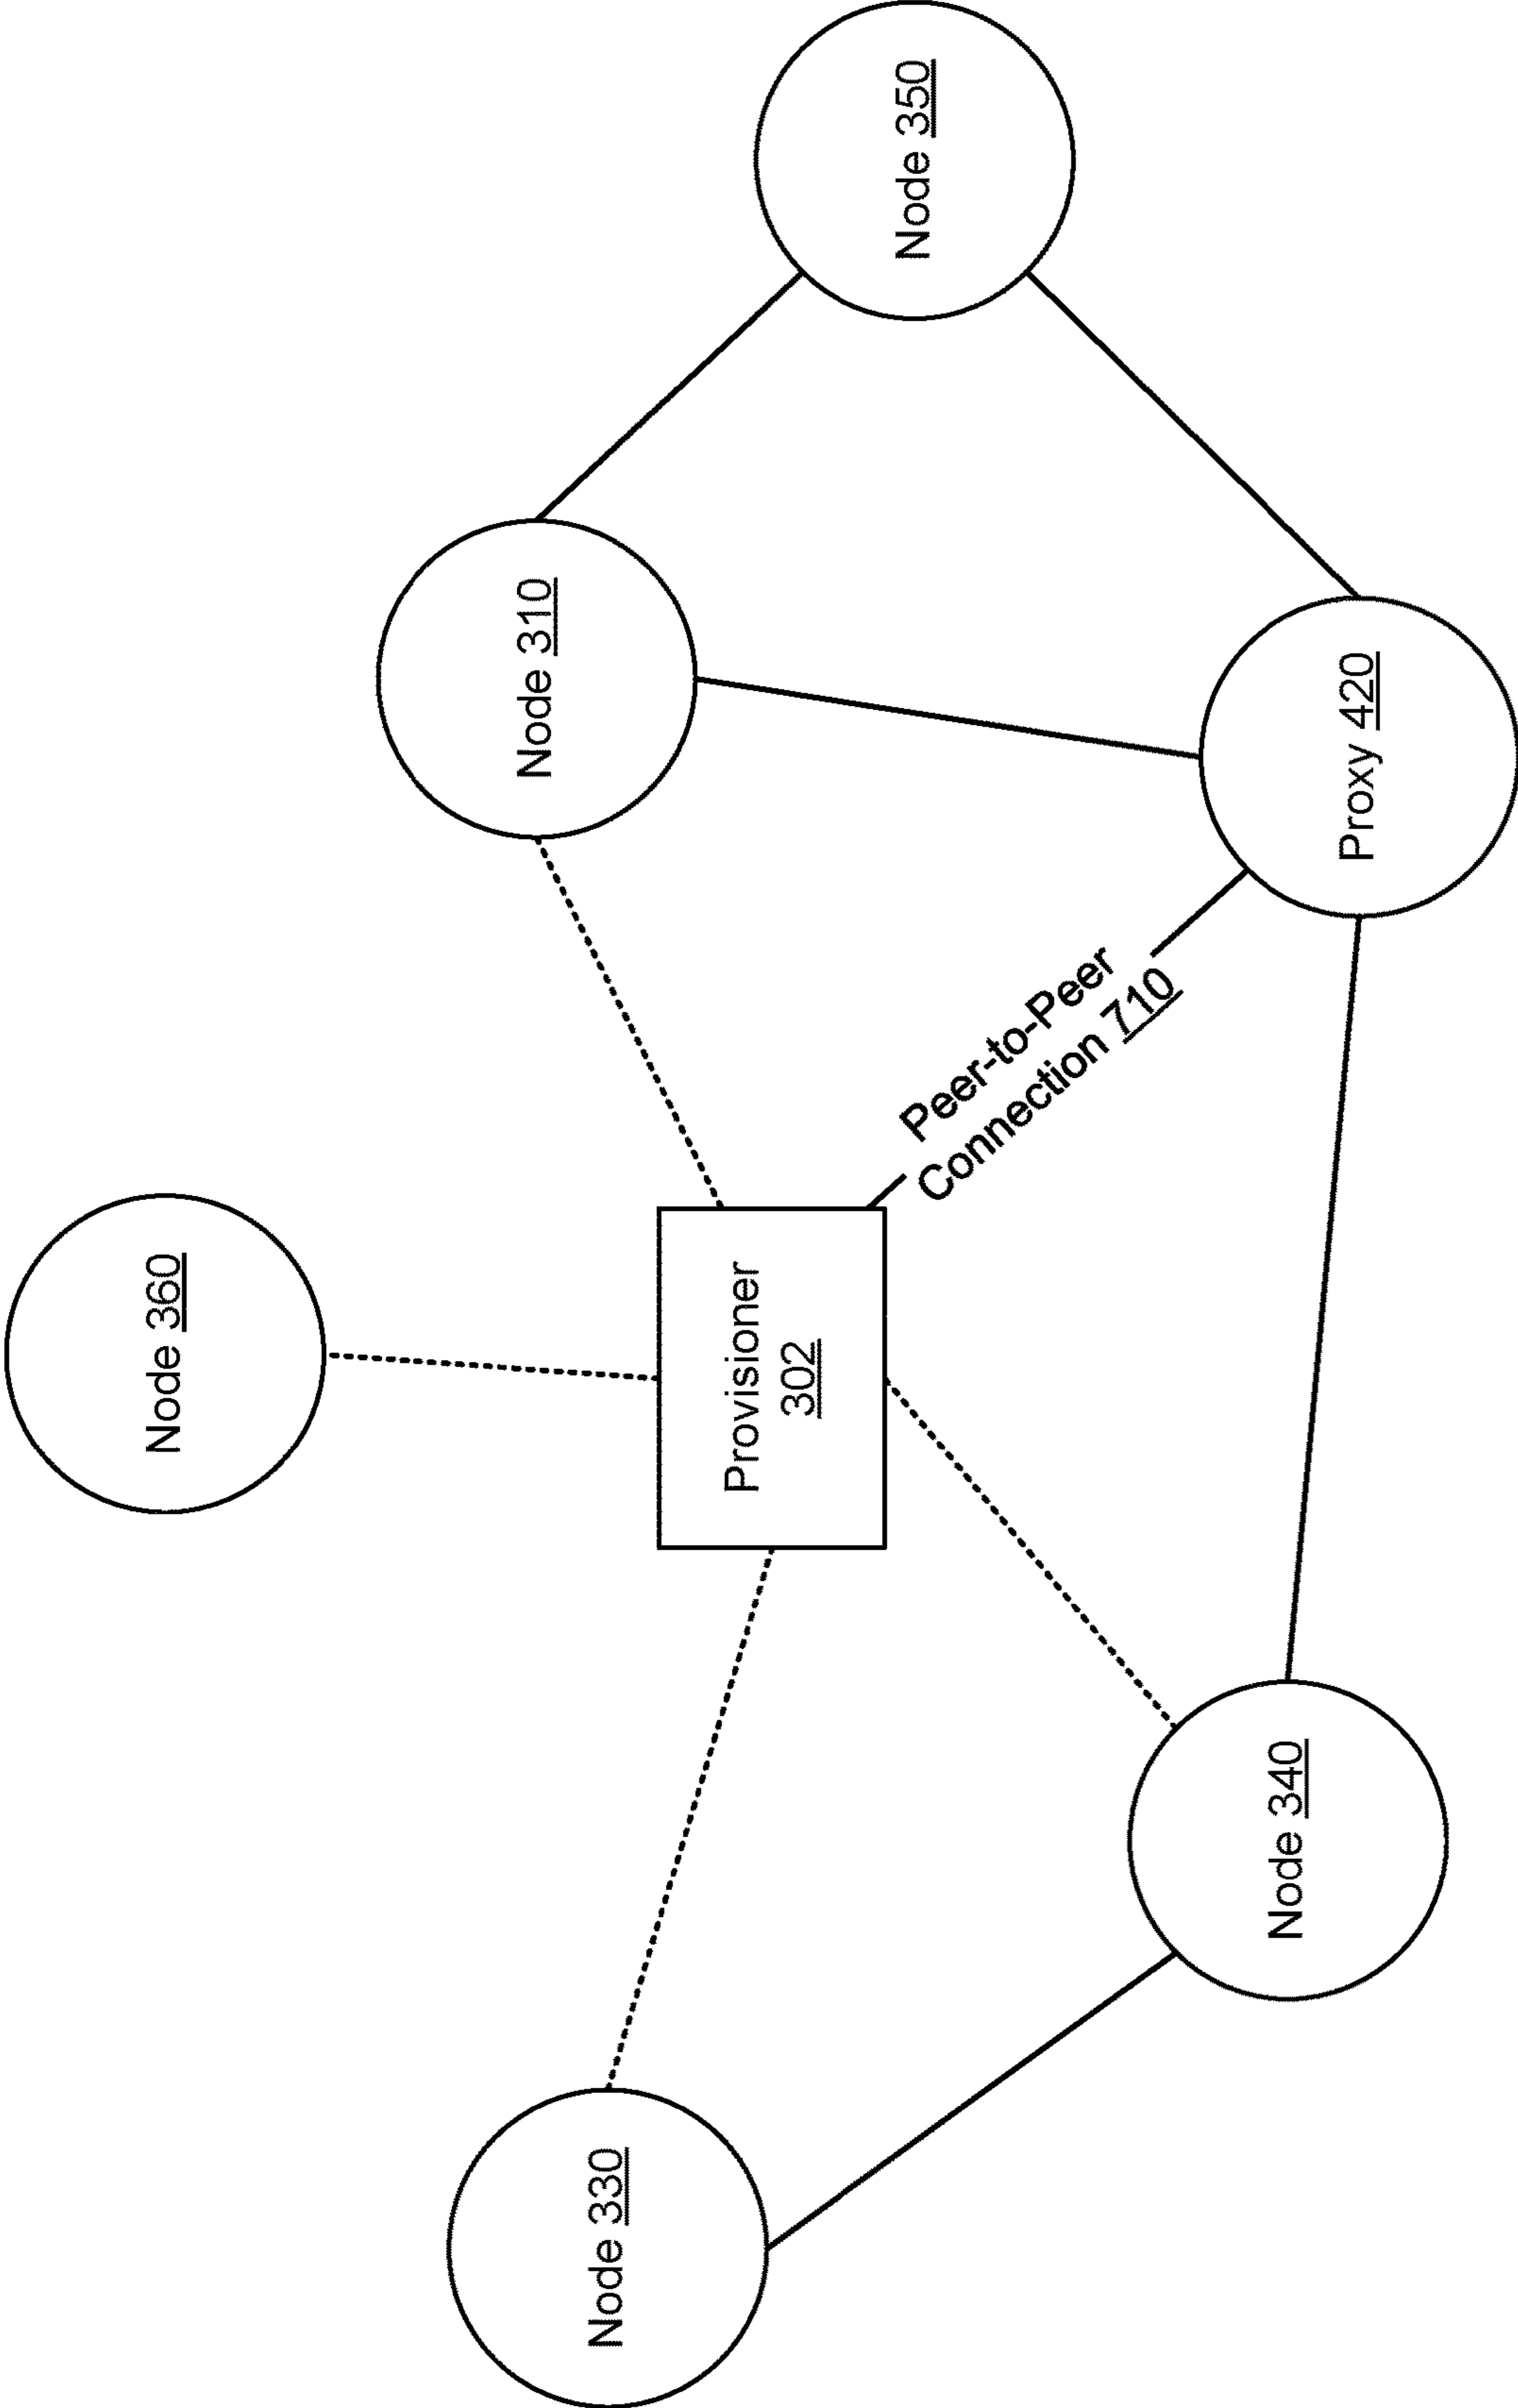 Node 360
Node 330
Provisioner
302
Node 310
Peer-to-Peer
Connection 710
Node 350
Node 340
Proxy 420